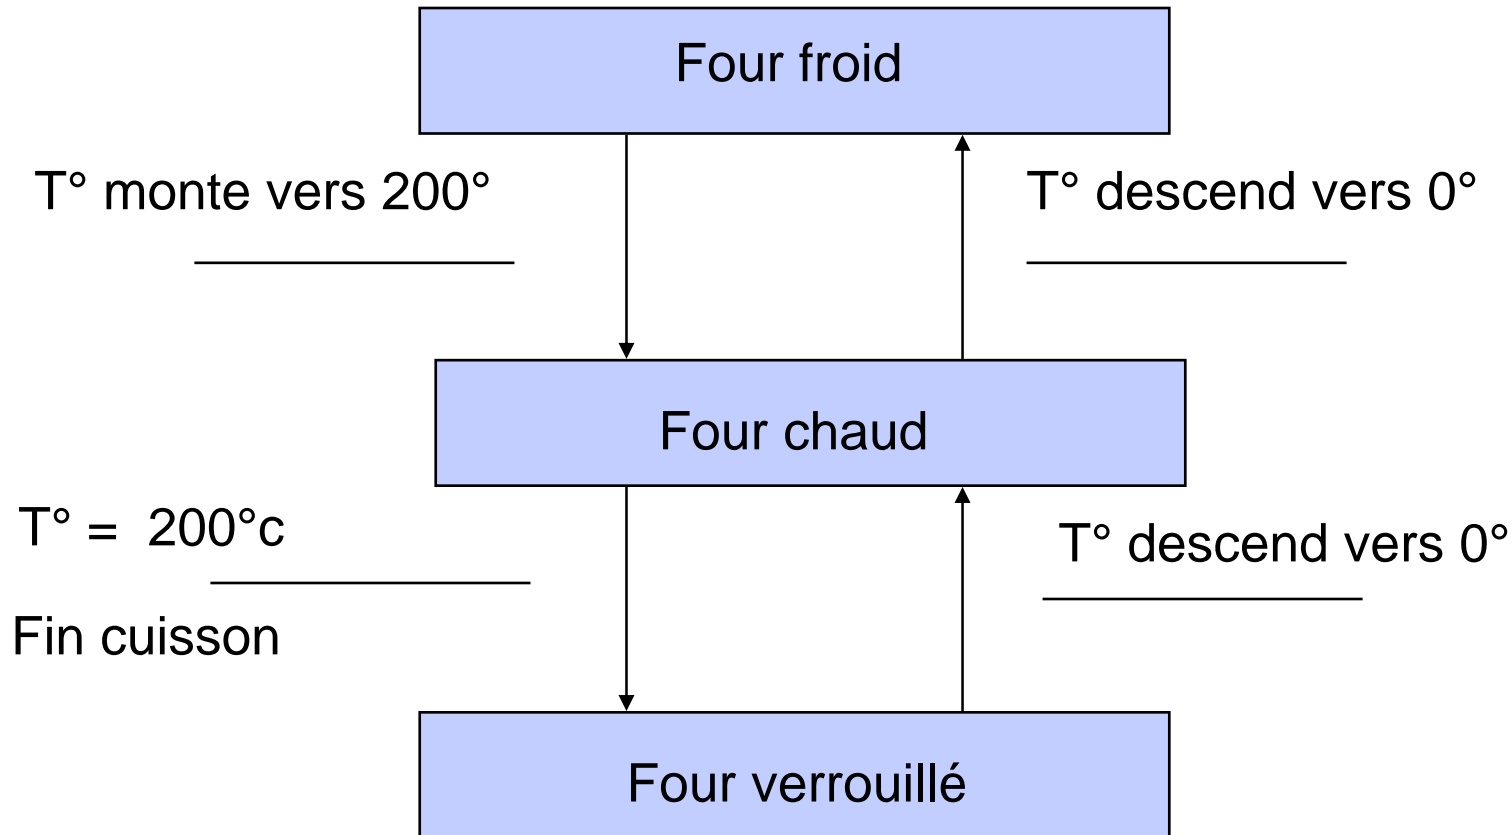 Four froid
T° monte vers 200°
T° descend vers 0°
Four chaud
T° = 200°c
T° descend vers 0°
Fin cuisson
Four verrouillé